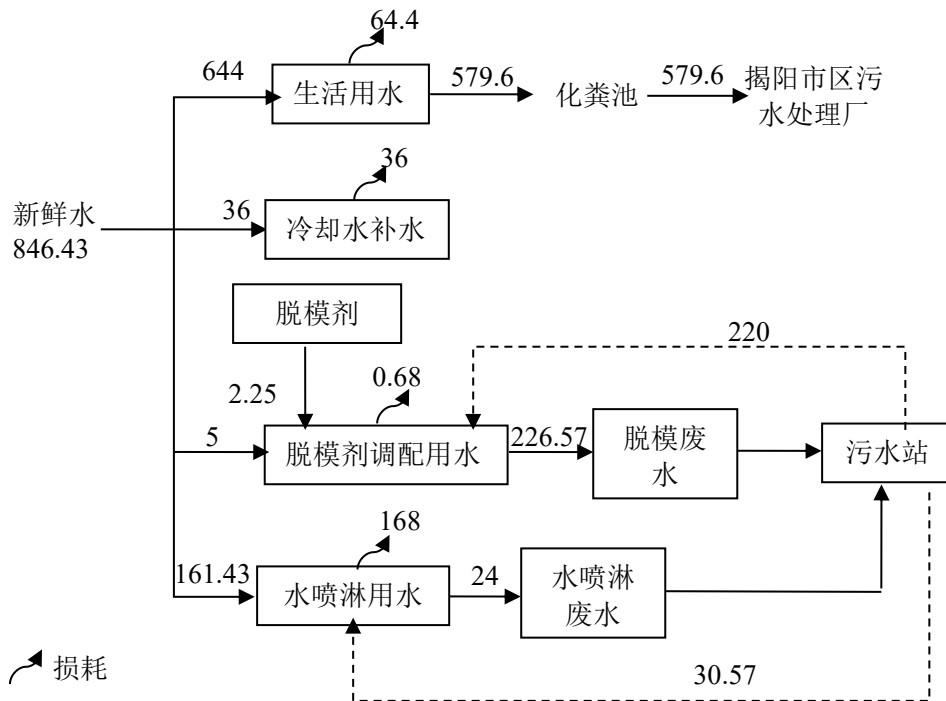 64.4
644
生活用水
579.6
化粪池
579.6
揭阳市区污
水处理厂
36
新鲜水
846.43
36
冷却水补水
脱模剂
220
2.25
0.68
5
脱模剂调配用水
226.57
脱模废
水
污水站
168
161.43
水喷淋用水
24
水喷淋
废水
损耗
30.57